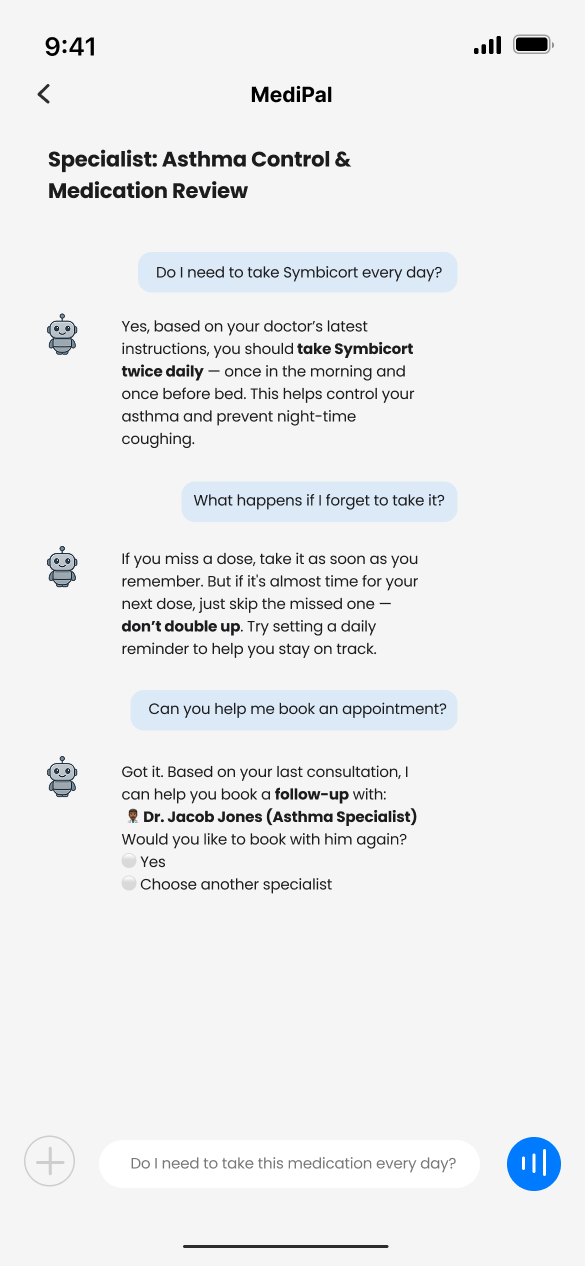 9:41
MediPal
Specialist: Asthma Control &
Medication Review
Do I need to take Symbicort every day?
Yes, based on your doctor’s latest
instructions, you should take Symbicort
twice daily — once in the morning and
once before bed. This helps control your
asthma and prevent night-time
coughing.
What happens if I forget to take it?
If you miss a dose, take it as soon as you
remember. But if it's almost time for your
next dose, just skip the missed one —
don’t double up. Try setting a daily
reminder to help you stay on track.
Can you help me book an appointment?
Got it. Based on your last consultation, I
can help you book a follow-up with:
Dr. Jacob Jones (Asthma Specialist)
Would you like to book with him again?
Yes
Choose another specialist
Do I need to take this medication every day?